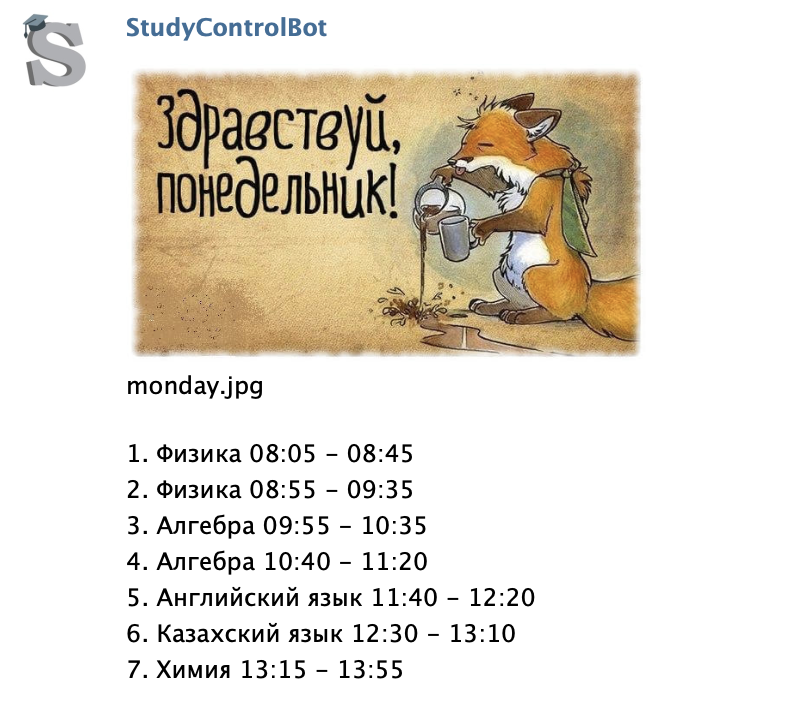 StudyControlBot
Здравствуй,
понедельник!
monday.jpg
1. Физика 08:05 – 08:45
2. Физика 08:55 – 09:35
3. Алгебра 09:55 – 10:35
4. Алгебра 10:40 – 11:20
5. Английский язык 11:40 – 12:20
6. Казахский язык 12:30 – 13:10
7. Химия 13:15 – 13:55